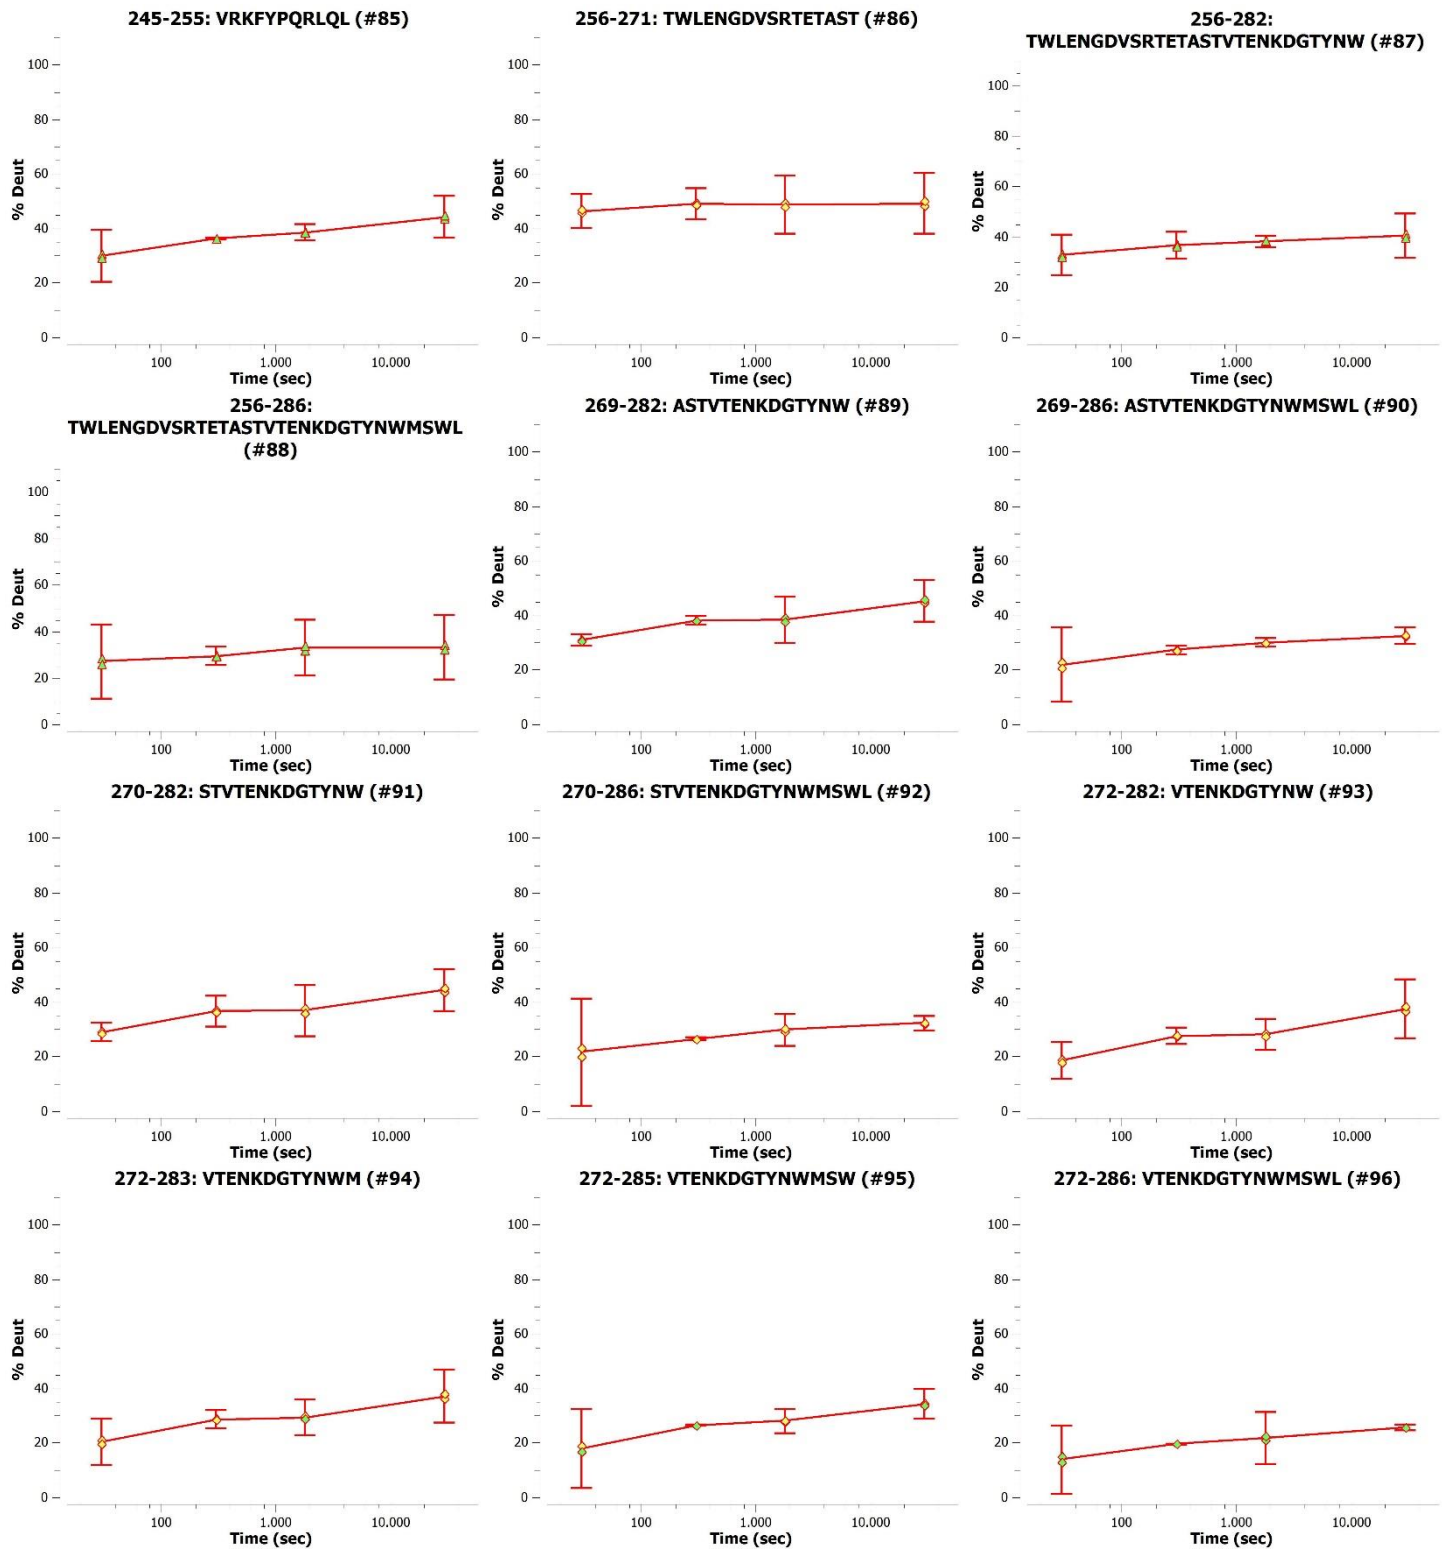 245-255: VRKFYPQRLQL (#85)
% Deut
100
80
60
40
20
0
100 1.000 10.000
Time (sec)
256-271: TWLENGDVSRTETAST (#86)
% Deut
100
80
60
40
20
0
100 1.000 10.000
Time (sec)
256-282:
TWLENGDVSRTETASTVTENKDGTYNW (#87)
% Deut
100
80
60
40
20
0
100 1.000 10.000
Time (sec)
256-286:
TWLENGDVSRTETASTVTENKDGTYNWMSWL
(#88)
% Deut
100
80
60
40
20
0
100 1.000 10.000
Time (sec)
269-282: ASTVTENKDGTYNW (#89)
% Deut
100
80
60
40
20
0
100 1.000 10.000
Time (sec)
269-286: ASTVTENKDGTYNWMSWL (#90)
% Deut
100
80
60
40
20
0
100 1.000 10.000
Time (sec)
270-282: STVTENKDGTYNW (#91)
% Deut
100
80
60
40
20
0
100 1.000 10.000
Time (sec)
270-286: STVTENKDGTYNWMSWL (#92)
% Deut
100
80
60
40
20
0
100 1.000 10.000
Time (sec)
272-282: VTENKDGTYNW (#93)
% Deut
100
80
60
40
20
0
100 1.000 10.000
Time (sec)
272-283: VTENKDGTYNWM (#94)
% Deut
100
80
60
40
20
0
100 1.000 10.000
Time (sec)
272-285: VTENKDGTYNWMSW (#95)
% Deut
100
80
60
40
20
0
100 1.000 10.000
Time (sec)
272-286: VTENKDGTYNWMSWL (#96)
% Deut
100
80
60
40
20
0
100 1.000 10.000
Time (sec)